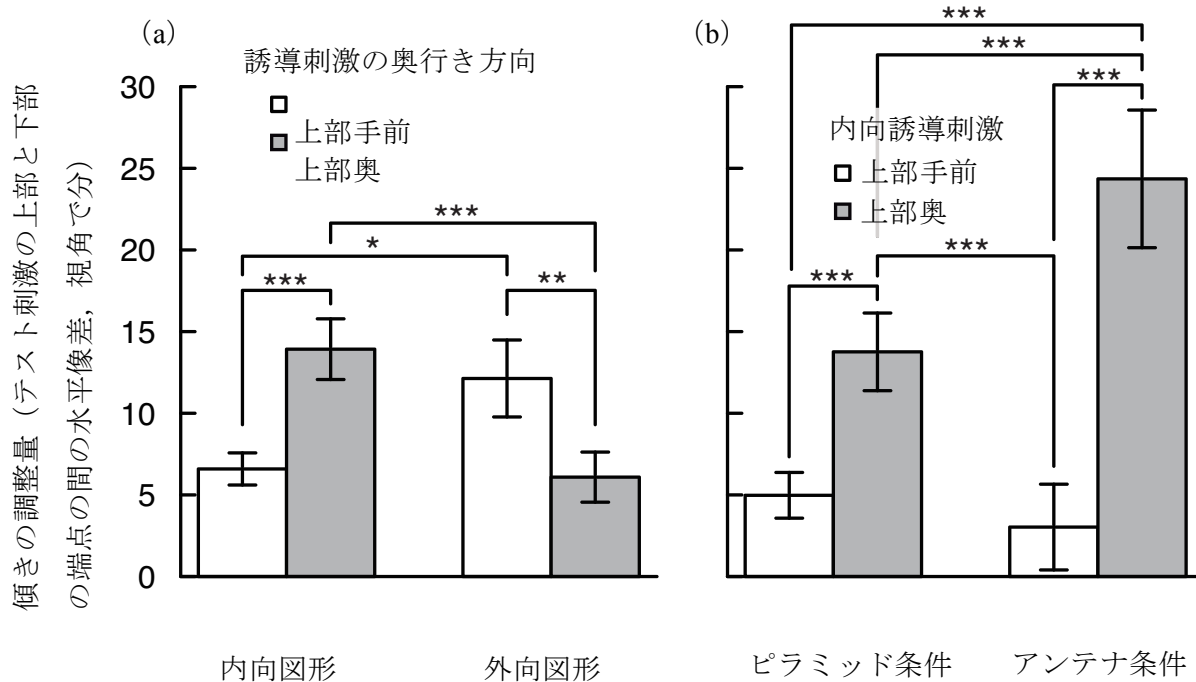 傾きの調整量（テスト刺激の上部と下部
の端点の間の水平像差，視角で分）
(a)
誘導刺激の奥行き方向
上部手前
上部奥
30
25
20
15
10
5
0
***
*
***
**
内向図形
外向図形
(b)
***
***
***
内向誘導刺激
上部手前
上部奥
***
***
ピラミッド条件
アンテナ条件